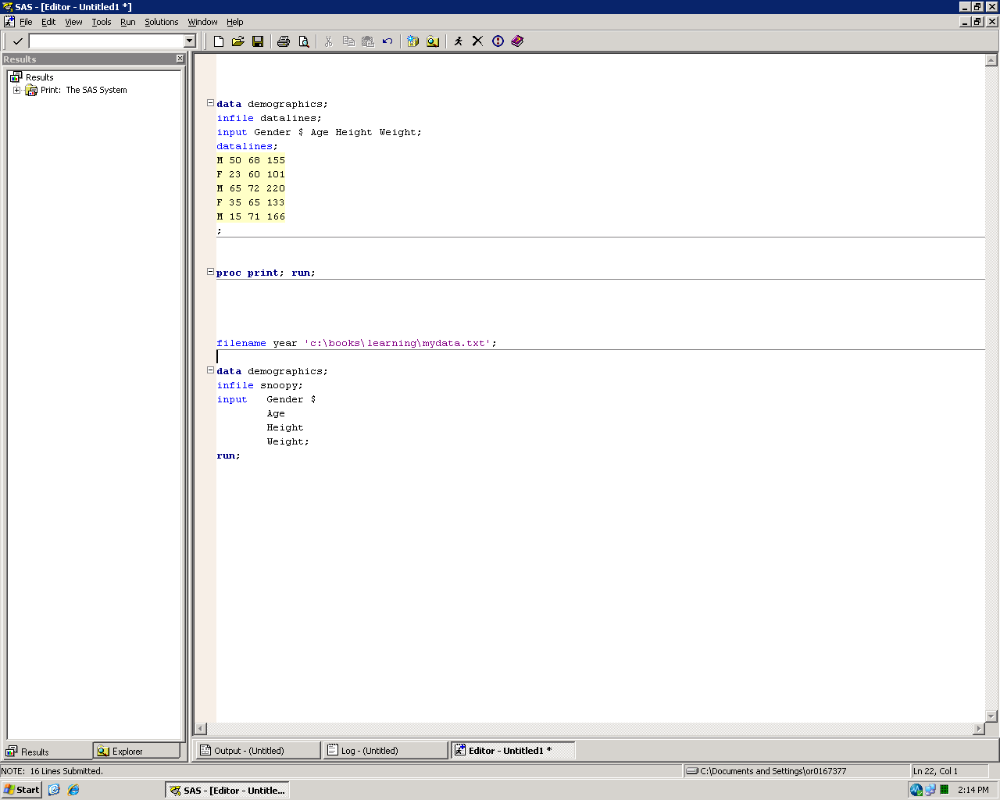 SAS - [Editor - Untitled1 *]
File Edit View Tools Run Solutions Window Help
Results
Results
Print: The SAS System
data demographics;
infile datalines;
input Gender $ Age Height Weight;
datalines;
M 50 68 155
F 23 60 101
M 65 72 220
F 35 65 133
M 15 71 166
;
proc print; run;
filename year 'c:\books\learning\mydata.txt';
data demographics;
infile snoopy;
input Gender $
Age
Height
Weight;
run;
Results Explorer
Output - (Untitled) Log - (Untitled) Editor - Untitled1 *
NOTE: 16 Lines Submitted. C:\Documents and Settings\or0167377 Ln 22, Col 1
Start SAS - [Editor - Untitle... 2:14 PM